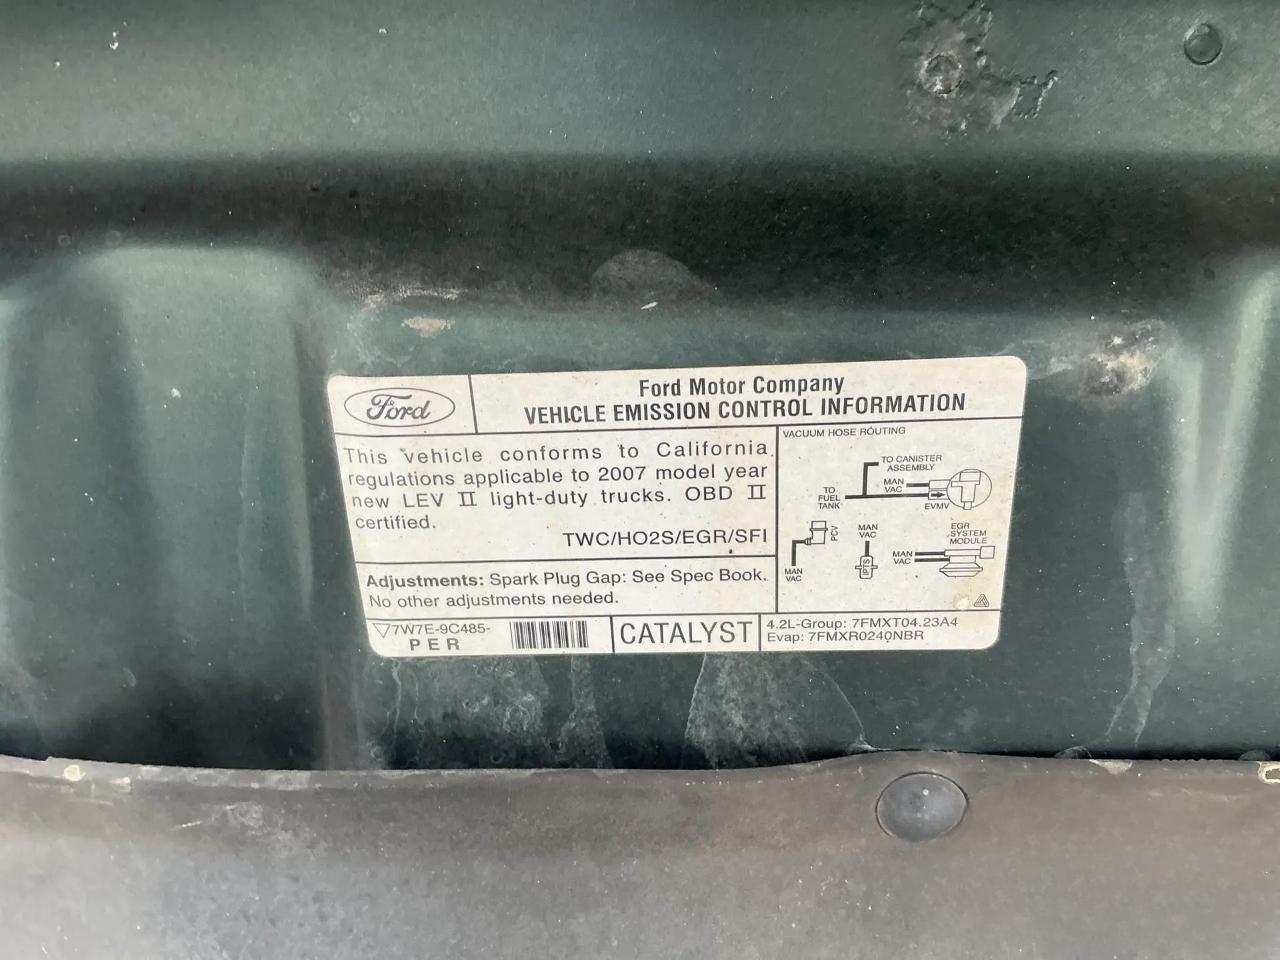 Ford
Ford Motor Company
VEHICLE EMISSION CONTROL INFORMATION
This vehicle conforms to California
regulations applicable to 2007 model year
new LEV II light-duty trucks. OBD II
certified.
TWC/HO2S/EGR/SFI
Adjustments: Spark Plug Gap: See Spec Book.
No other adjustments needed.
VACUUM HOSE ROUTING
TO CANISTER
ASSEMBLY
MAN
VAC
TO
FUEL
TANK
EVMV
PCV
MAN
VAC
MAN
VAC
FPS
EGR
SYSTEM
MODULE
MAN
VAC
7W7E-9C485-
PER
CATALYST
4.2L-Group: 7FMXT04.23A4
Evap: 7FMXR0240NBR